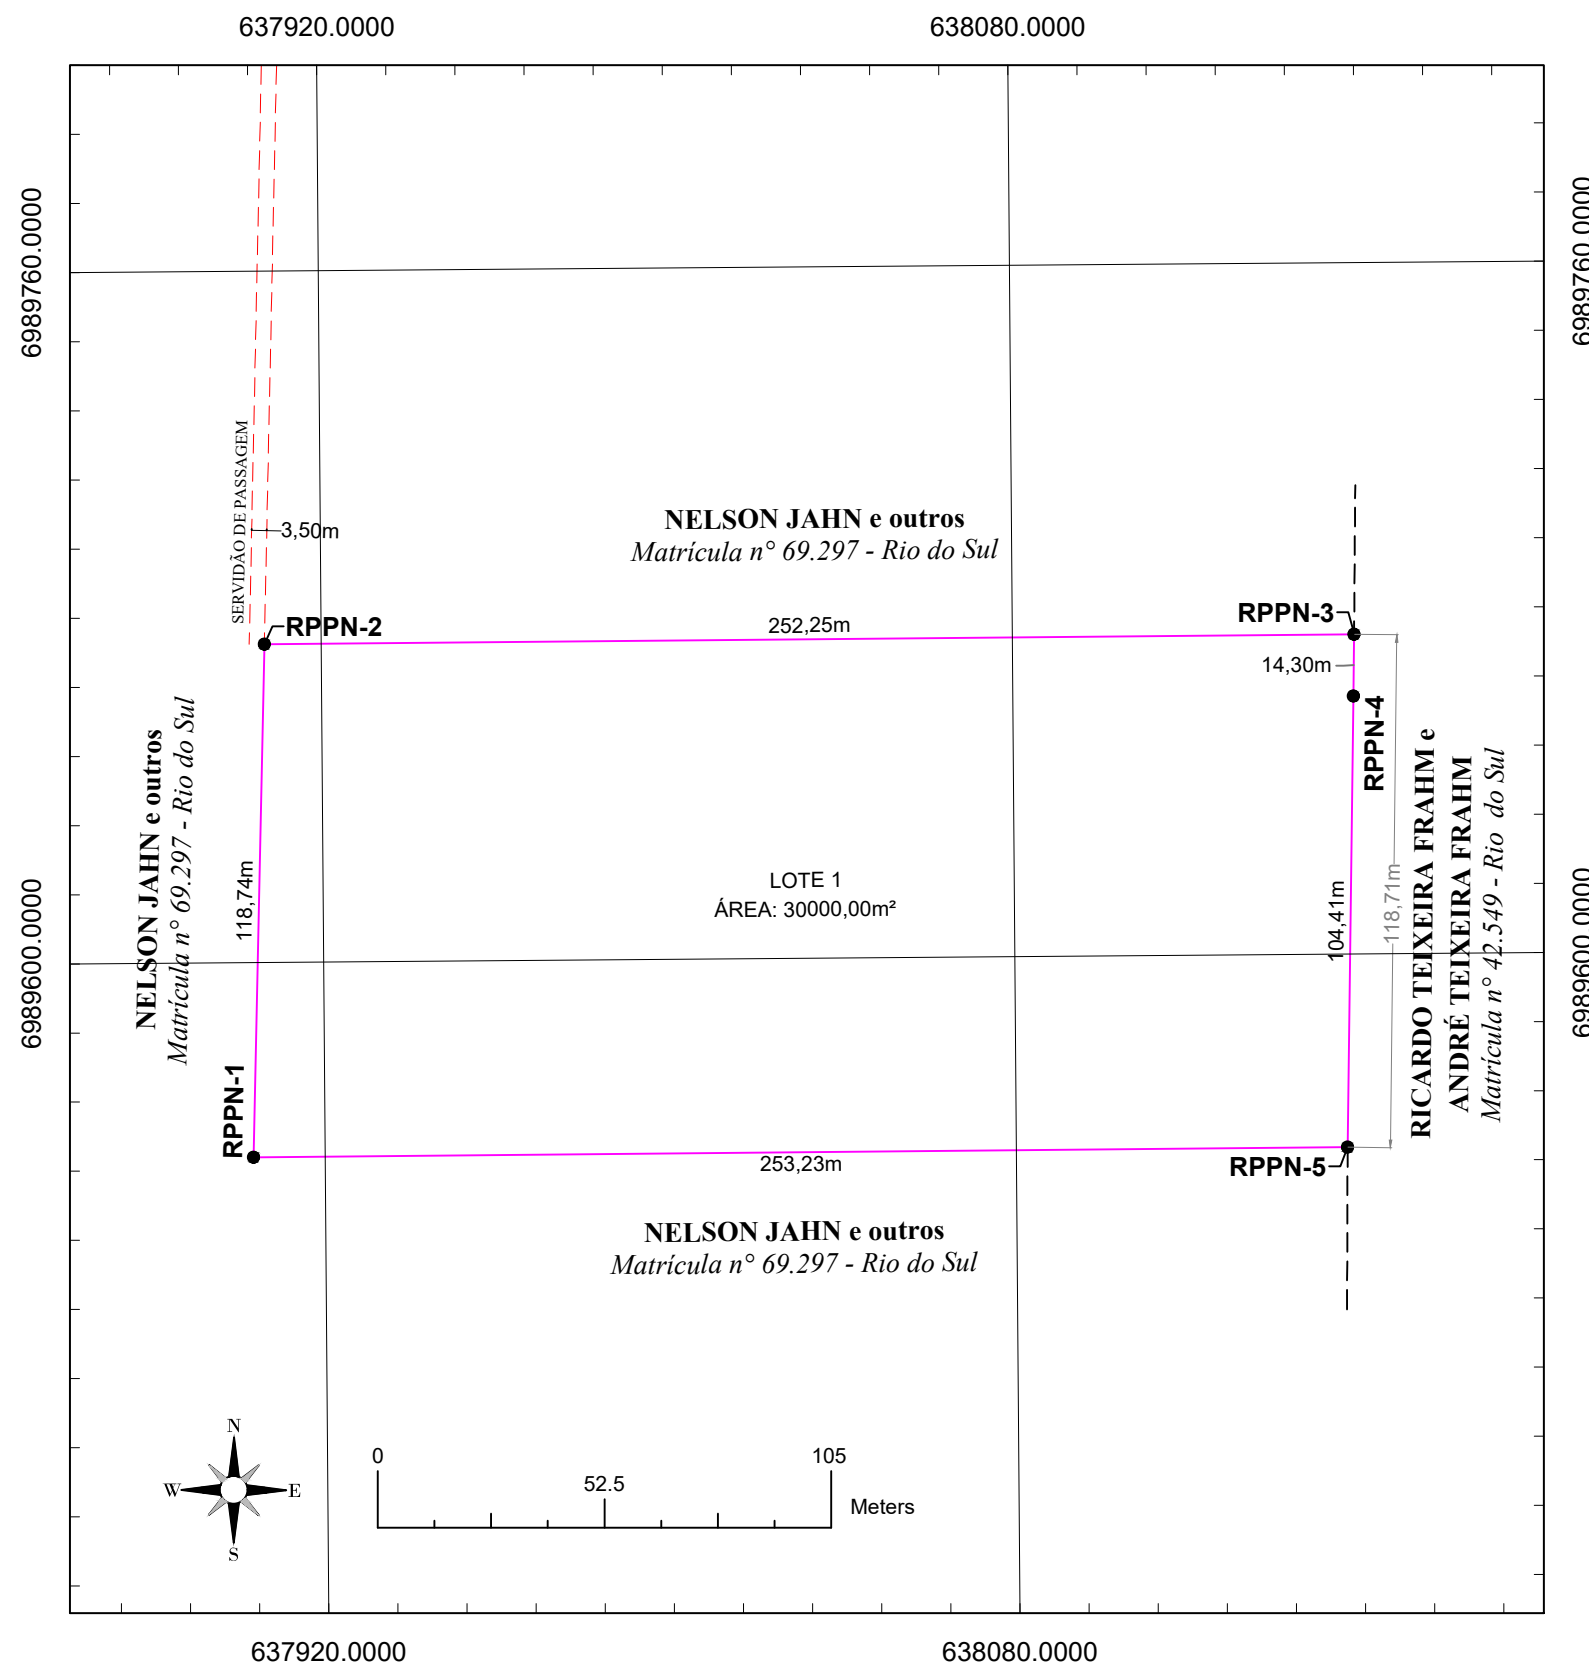 637920.0000
638080.0000
6989760.0000
6989760.0000
SERVIDÃO DE PASSAGEM
3,50m
NELSON JAHN e outros
Matrícula n° 69.297 - Rio do Sul
RPPN-2
252,25m
RPPN-3
14,30m
RPPN-4
NELSON JAHN e outros
Matrícula n° 69.297 - Rio do Sul
118,74m
LOTE 1
ÁREA: 30000,00m²
104,41m
118,71m
RICARDO TEIXEIRA FRAHM e
ANDRÉ TEIXEIRA FRAHM
Matrícula n° 42.549 - Rio do Sul
6989600.0000
6989600.0000
RPPN-1
253,23m
RPPN-5
NELSON JAHN e outros
Matrícula n° 69.297 - Rio do Sul
N
W
E
S
0
52.5
105
Meters
637920.0000
638080.0000